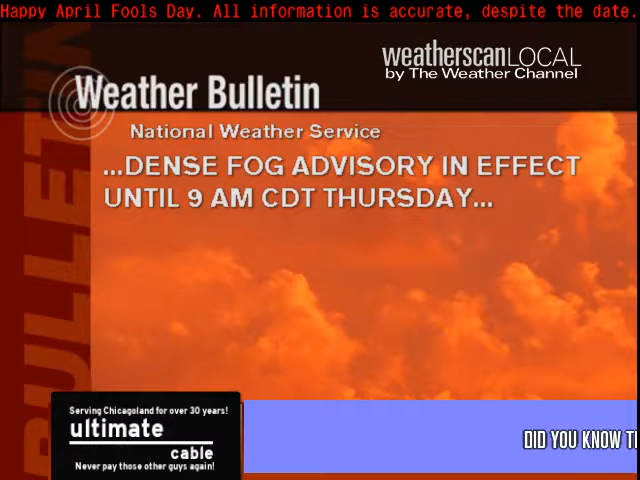 Happy April Fools Day. All information is accurate, despite the date.
weatherscanLOCAL
by The Weather Channel
Weather Bulletin
National Weather Service
...DENSE FOG ADVISORY IN EFFECT
UNTIL 9 AM CDT THURSDAY...
BULLETIN
Serving Chicagoland for over 30 years!
ultimate
cable
Never pay those other guys again!
DID YOU KNOW